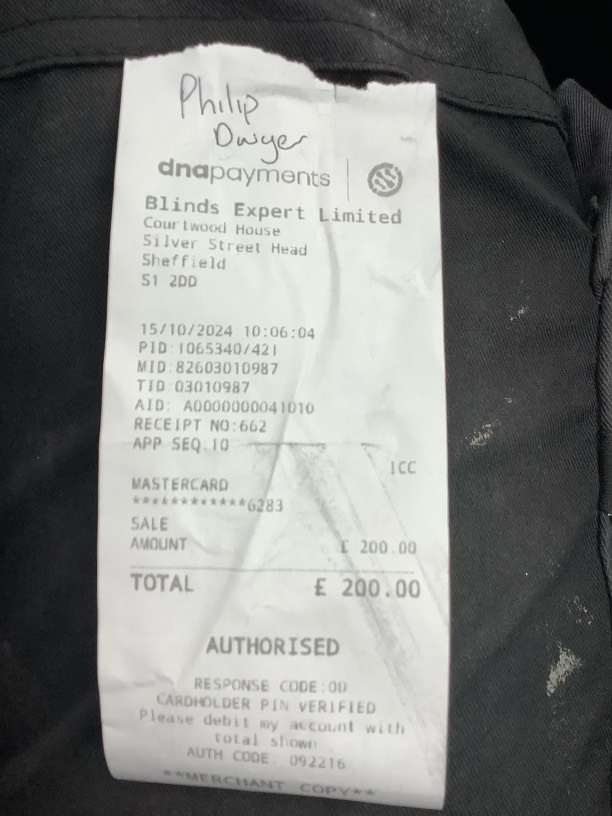 Philip
Dwyer
dnapayments
Blinds Expert Limited
Courtwood House
Silver Street Head
Sheffield
S1 2DD
15/10/2024 10:06:04
PID:1065340/421
MID:82603010987
TID 03010987
AID: A0000000041010
RECEIPT NO:662
APP SEQ:10
ICC
MASTERCARD
************6283
SALE
AMOUNT £ 200.00
TOTAL £ 200.00
AUTHORISED
RESPONSE CODE:00
CARDHOLDER PIN VERIFIED
Please debit my account with
total shown
AUTH CODE: 092216
**MERCHANT COPY**